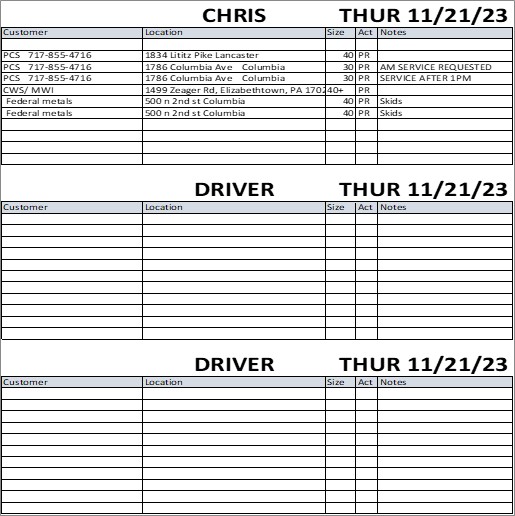 CHRIS THUR 11/21/23
Customer Location Size Act Notes
PCS 717-855-4716 1834 Lititz Pike Lancaster 40 PR
PCS 717-855-4716 1786 Columbia Ave Columbia 30 PR AM SERVICE REQUESTED
PCS 717-855-4716 1786 Columbia Ave Columbia 30 PR SERVICE AFTER 1PM
CWS/ MWI 1499 Zeager Rd, Elizabethtown, PA 170240+ PR
Federal metals 500 n 2nd st Columbia 40 PR Skids
Federal metals 500 n 2nd st Columbia 40 PR Skids
DRIVER THUR 11/21/23
Customer Location Size Act Notes
DRIVER THUR 11/21/23
Customer Location Size Act Notes